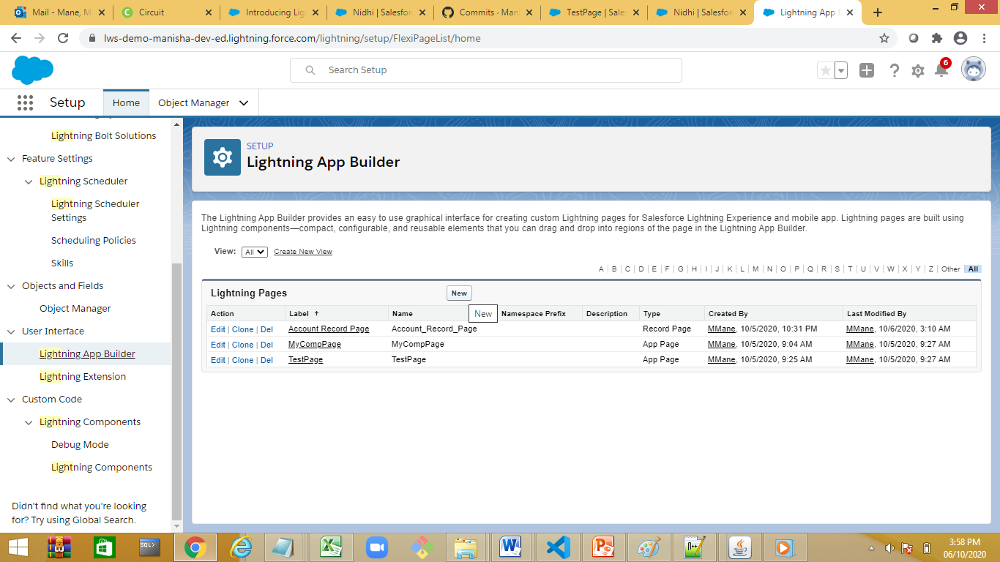 Mail - Mane, M
Circuit
Introducing Lig
Nidhi | Salesfor
Commits · Man
TestPage | Sales
Nidhi | Salesfor
Lightning App
lws-demo-manisha-dev-ed.lightning.force.com/lightning/setup/FlexiPageList/home
Search Setup
6
Setup
Home
Object Manager
Lightning Bolt Solutions
Feature Settings
Lightning Scheduler
Lightning Scheduler
Settings
Scheduling Policies
Skills
Objects and Fields
Object Manager
User Interface
Lightning App Builder
Lightning Extension
Custom Code
Lightning Components
Debug Mode
Lightning Components
Didn't find what you're looking
for? Try using Global Search.
SETUP
Lightning App Builder
The Lightning App Builder provides an easy to use graphical interface for creating custom Lightning pages for Salesforce Lightning Experience and mobile app. Lightning pages are built using
Lightning components—compact, configurable, and reusable elements that you can drag and drop into regions of the page in the Lightning App Builder.
View: All Create New View
A | B | C | D | E | F | G | H | I | J | K | L | M | N | O | P | Q | R | S | T | U | V | W | X | Y | Z | Other All
Lightning Pages New
Action Label Name New Namespace Prefix Description Type Created By Last Modified By
Edit | Clone | Del Account Record Page Account_Record_Page Record Page MMane, 10/5/2020, 10:31 PM MMane, 10/6/2020, 3:10 AM
Edit | Clone | Del MyCompPage MyCompPage App Page MMane, 10/5/2020, 9:04 AM MMane, 10/5/2020, 9:27 AM
Edit | Clone | Del TestPage TestPage App Page MMane, 10/5/2020, 9:25 AM MMane, 10/5/2020, 9:27 AM
SQL>
3:58 PM
06/10/2020